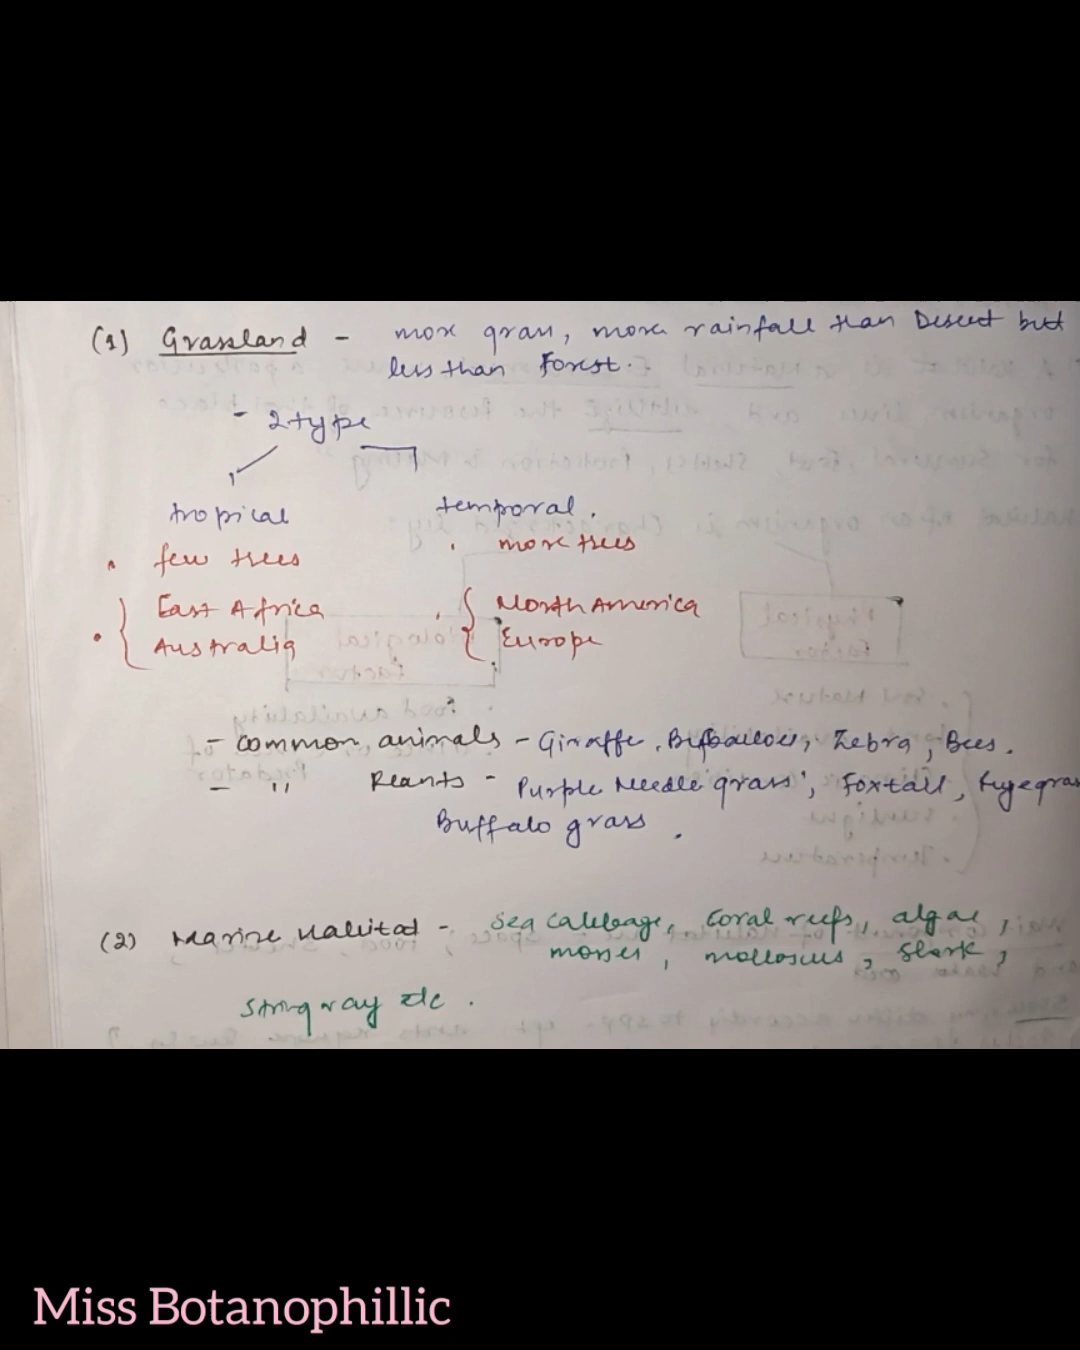 (1) Grassland - more grass, more rainfall than Desert but
less than Forest.
- 2 type
tropical temporal.
• few trees • more trees
• East Africa • North America
Australia Europe
- Common animals - Giraffe, Buffaloes, Zebra, Bees.
- " Plants - Purple Needle grass, Foxtail, Ryegrass
Buffalo grass.
(2) Marine Habitat - Sea cabbage, Coral reefs, algae,
mosses, molloscus, Shark,
Stringray etc.
Miss Botanophillic